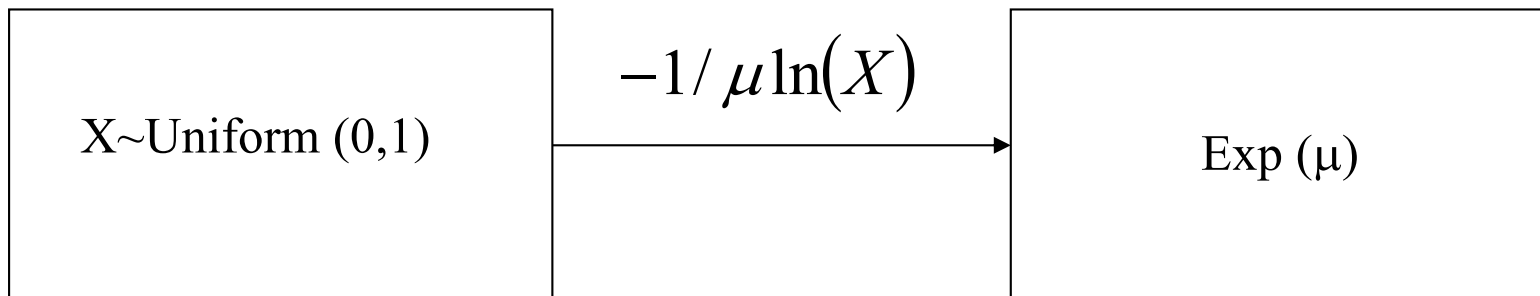 X~Uniform (0,1)
−1/ μ ln(X)
Exp (μ)